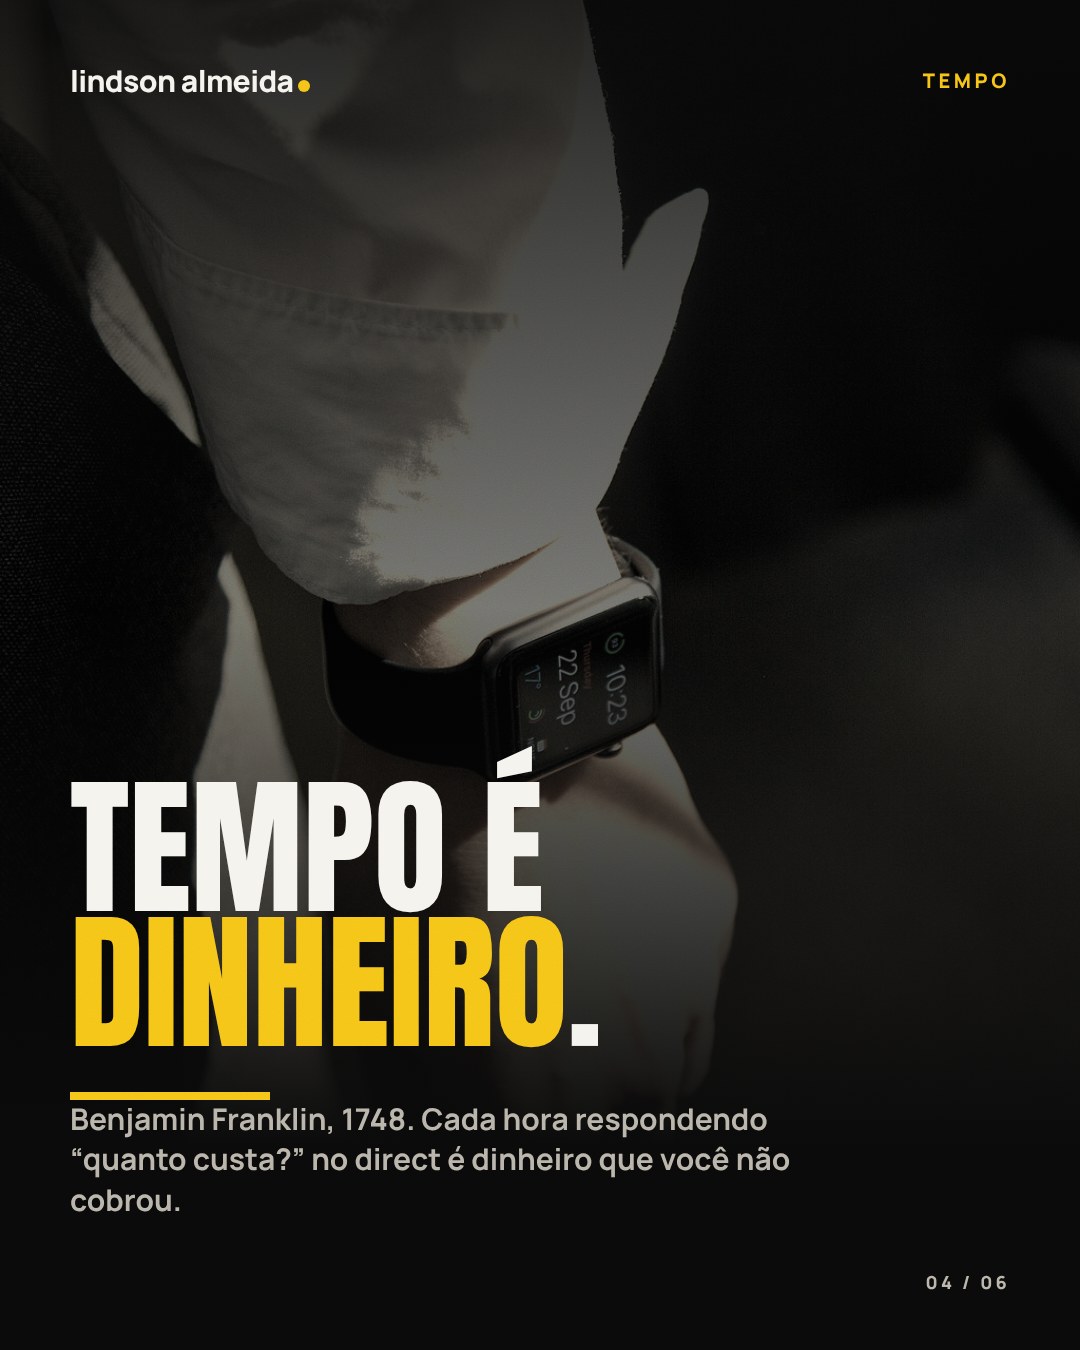 lindson almeida.
TEMPO
10:23
Thursday
22 Sep
17°
TEMPO É
DINHEIRO.
Benjamin Franklin, 1748. Cada hora respondendo
“quanto custa?” no direct é dinheiro que você não
cobrou.
04 / 06